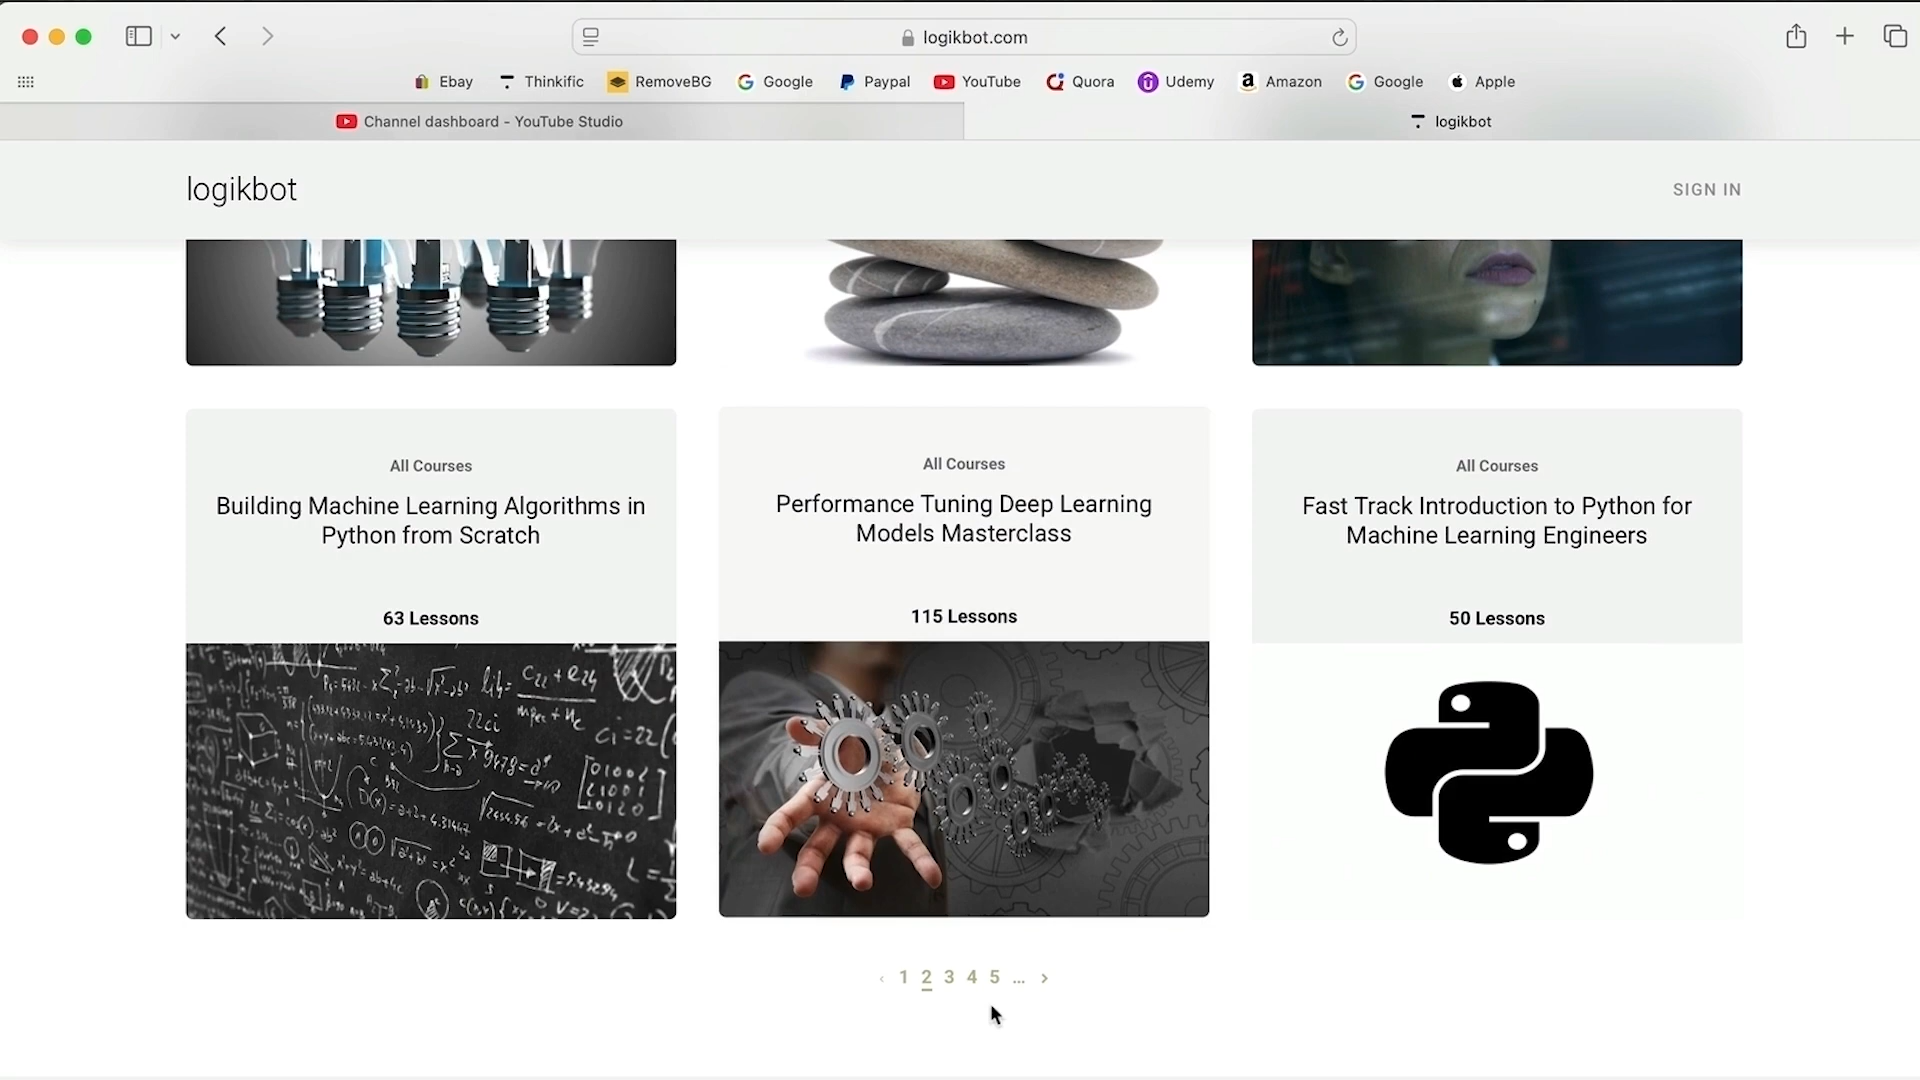 logikbot.com
Ebay Thinkific RemoveBG Google Paypal YouTube Quora Udemy Amazon Google Apple
Channel dashboard - YouTube Studio
logikbot
logikbot
SIGN IN
All Courses
Building Machine Learning Algorithms in
Python from Scratch
63 Lessons
All Courses
Performance Tuning Deep Learning
Models Masterclass
115 Lessons
All Courses
Fast Track Introduction to Python for
Machine Learning Engineers
50 Lessons
‹ 1 2 3 4 5 ... ›